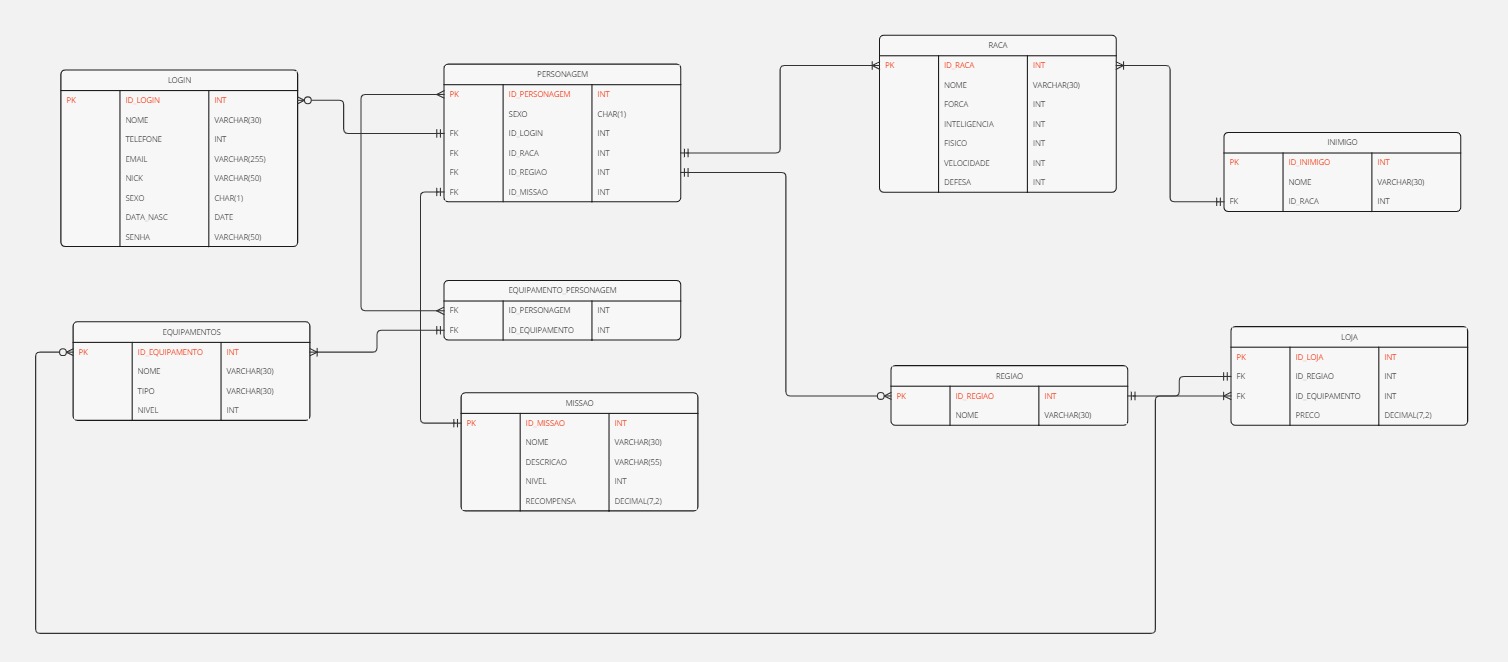 LOGIN
PK ID_LOGIN INT
NOME VARCHAR(30)
TELEFONE INT
EMAIL VARCHAR(255)
NICK VARCHAR(50)
SEXO CHAR(1)
DATA_NASC DATE
SENHA VARCHAR(50)
PERSONAGEM
PK ID_PERSONAGEM INT
SEXO CHAR(1)
FK ID_LOGIN INT
FK ID_RACA INT
FK ID_REGIAO INT
FK ID_MISSAO INT
RACA
PK ID_RACA INT
NOME VARCHAR(30)
FORCA INT
INTELIGENCIA INT
FISICO INT
VELOCIDADE INT
DEFESA INT
INIMIGO
PK ID_INIMIGO INT
NOME VARCHAR(30)
FK ID_RACA INT
EQUIPAMENTO_PERSONAGEM
FK ID_PERSONAGEM INT
FK ID_EQUIPAMENTO INT
EQUIPAMENTOS
PK ID_EQUIPAMENTO INT
NOME VARCHAR(30)
TIPO VARCHAR(30)
NIVEL INT
MISSAO
PK ID_MISSAO INT
NOME VARCHAR(30)
DESCRICAO VARCHAR(55)
NIVEL INT
RECOMPENSA DECIMAL(7,2)
REGIAO
PK ID_REGIAO INT
NOME VARCHAR(30)
LOJA
PK ID_LOJA INT
FK ID_REGIAO INT
FK ID_EQUIPAMENTO INT
PRECO DECIMAL(7,2)